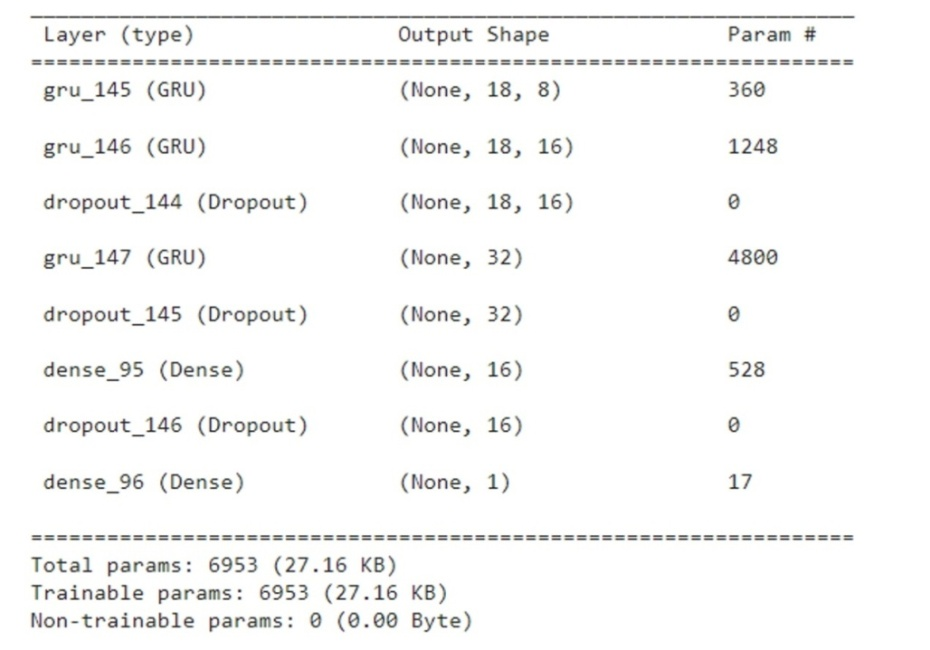 Layer (type) Output Shape Param #
=================================================================
gru_145 (GRU) (None, 18, 8) 360
gru_146 (GRU) (None, 18, 16) 1248
dropout_144 (Dropout) (None, 18, 16) 0
gru_147 (GRU) (None, 32) 4800
dropout_145 (Dropout) (None, 32) 0
dense_95 (Dense) (None, 16) 528
dropout_146 (Dropout) (None, 16) 0
dense_96 (Dense) (None, 1) 17
=================================================================
Total params: 6953 (27.16 KB)
Trainable params: 6953 (27.16 KB)
Non-trainable params: 0 (0.00 Byte)